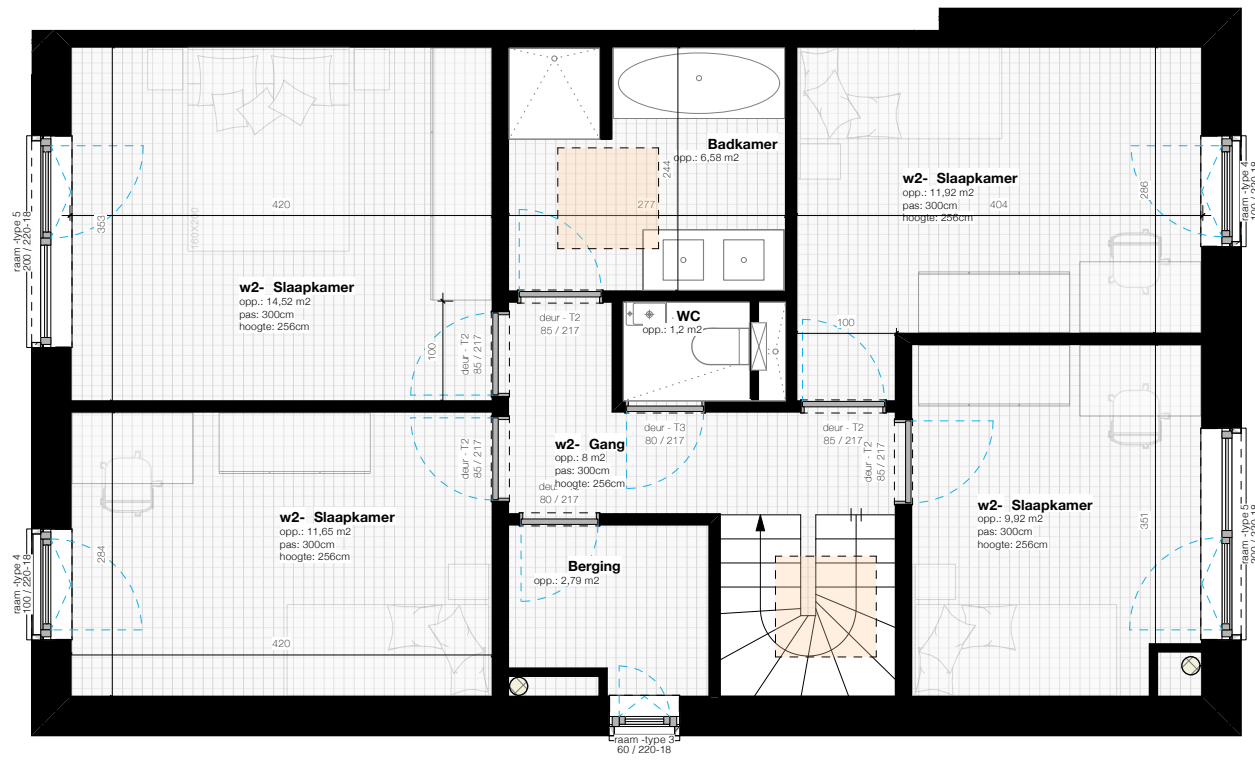 raam -type 5
200 / 220-18
353
420
160X200
w2- Slaapkamer
opp.: 14,52 m2
pas: 300cm
hoogte: 256cm
100
deur - T2
85 / 217
Badkamer
opp.: 6,58 m2
244
277
deur - T2
85 / 217
WC
opp.: 1,2 m2
w2- Slaapkamer
opp.: 11,92 m2
pas: 300cm
hoogte: 256cm
404
286
raam -type 4
100 / 220-18
100
deur - T2
85 / 217
deur - T3
80 / 217
w2- Gang
opp.: 8 m2
pas: 300cm
hoogte: 256cm
80 / 217
deur - T2
85 / 217
deur - T2
85 / 217
w2- Slaapkamer
opp.: 11,65 m2
pas: 300cm
hoogte: 256cm
284
420
raam -type 4
100 / 220-18
Berging
opp.: 2,79 m2
w2- Slaapkamer
opp.: 9,92 m2
pas: 300cm
hoogte: 256cm
351
raam -type 5
200 / 220-18
raam -type 3
60 / 220-18